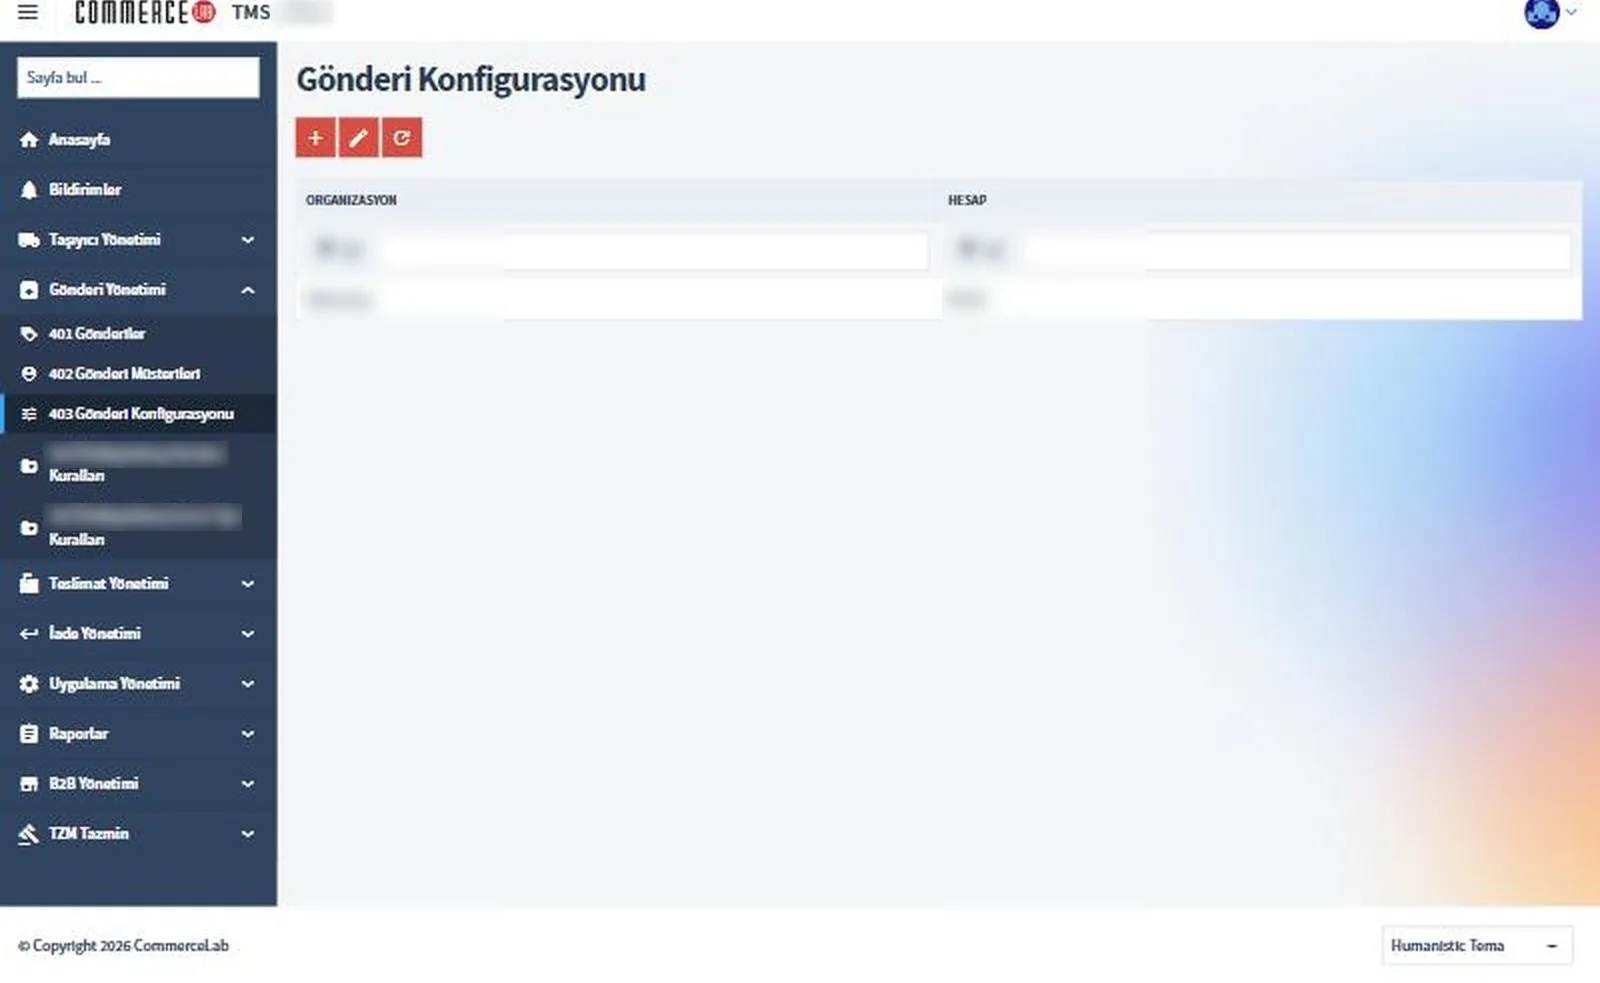 COMMERCE LAB TMS
Sayfa bul ...
Anasayfa
Bildirimler
Taşıyıcı Yönetimi
Gönderi Yönetimi
401 Gönderiler
402 Gönderi Müşterileri
403 Gönderi Konfigurasyonu
Kuralları
Kuralları
Teslimat Yönetimi
İade Yönetimi
Uygulama Yönetimi
Raporlar
B2B Yönetimi
TZM Tazmin
Gönderi Konfigurasyonu
ORGANIZASYON HESAP
© Copyright 2026 CommerceLab
Humanistic Tema